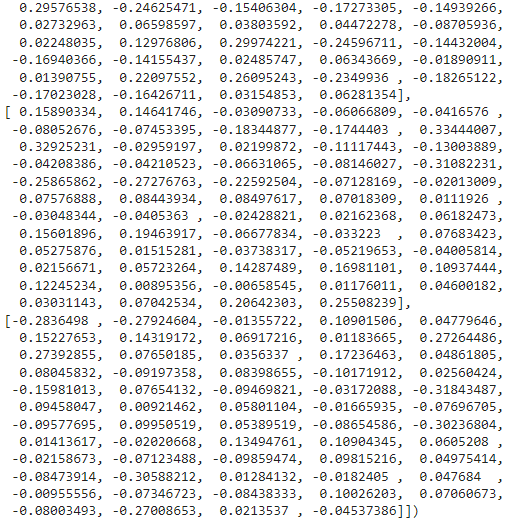 0.29576538, -0.24625471, -0.15406304, -0.17273305, -0.14939266,
0.02732963, 0.06598597, 0.03803592, 0.04472278, -0.08705936,
0.02248035, 0.12976806, 0.29974221, -0.24596711, -0.14432004,
-0.16940366, -0.14155437, 0.02485747, 0.06343669, -0.01890911,
0.01390755, 0.22097552, 0.26095243, -0.2349936 , -0.18265122,
-0.17023028, -0.16426711, 0.03154853, 0.06281354],
[ 0.15890334, 0.14641746, -0.03090733, -0.06066809, -0.0416576 ,
-0.08052676, -0.07453395, -0.18344877, -0.1744403 , 0.33444007,
0.32925231, -0.02959197, 0.02199872, -0.11117443, -0.13003889,
-0.04208386, -0.04210523, -0.06631065, -0.08146027, -0.31082231,
-0.25865862, -0.27276763, -0.22592504, -0.07128169, -0.02013009,
0.07576888, 0.08443934, 0.08497617, 0.07018309, 0.0111926 ,
-0.03048344, -0.0405363 , -0.02428821, 0.02162368, 0.06182473,
0.15601896, 0.19463917, -0.06677834, -0.033223 , 0.07683423,
0.05275876, 0.01515281, -0.03738317, -0.05219653, -0.04005814,
0.02156671, 0.05723264, 0.14287489, 0.16981101, 0.10937444,
0.12245234, 0.00895356, -0.00658545, 0.01176011, 0.04600182,
0.03031143, 0.07042534, 0.20642303, 0.25508239],
[-0.2836498 , -0.27924604, -0.01355722, 0.10901506, 0.04779646,
0.15227653, 0.14319172, 0.06917216, 0.01183665, 0.27264486,
0.27392855, 0.07650185, 0.0356337 , 0.17236463, 0.04861805,
0.08045832, -0.09197358, 0.08398655, -0.10171912, 0.02560424,
-0.15981013, 0.07654132, -0.09469821, -0.03172088, -0.31843487,
0.09458047, 0.00921462, 0.05801104, -0.01665935, -0.07696705,
-0.09577695, 0.09950519, 0.05389519, -0.08654586, -0.30236804,
0.01413617, -0.02020668, 0.13494761, 0.10904345, 0.0605208 ,
-0.02158673, -0.07123488, -0.09859474, 0.09815216, 0.04975414,
-0.08473914, -0.30588212, 0.01284132, -0.0182405 , 0.047684 ,
-0.00955556, -0.07346723, -0.08438333, 0.10026203, 0.07060673,
-0.08003493, -0.27008653, 0.0213537 , -0.04537386]])